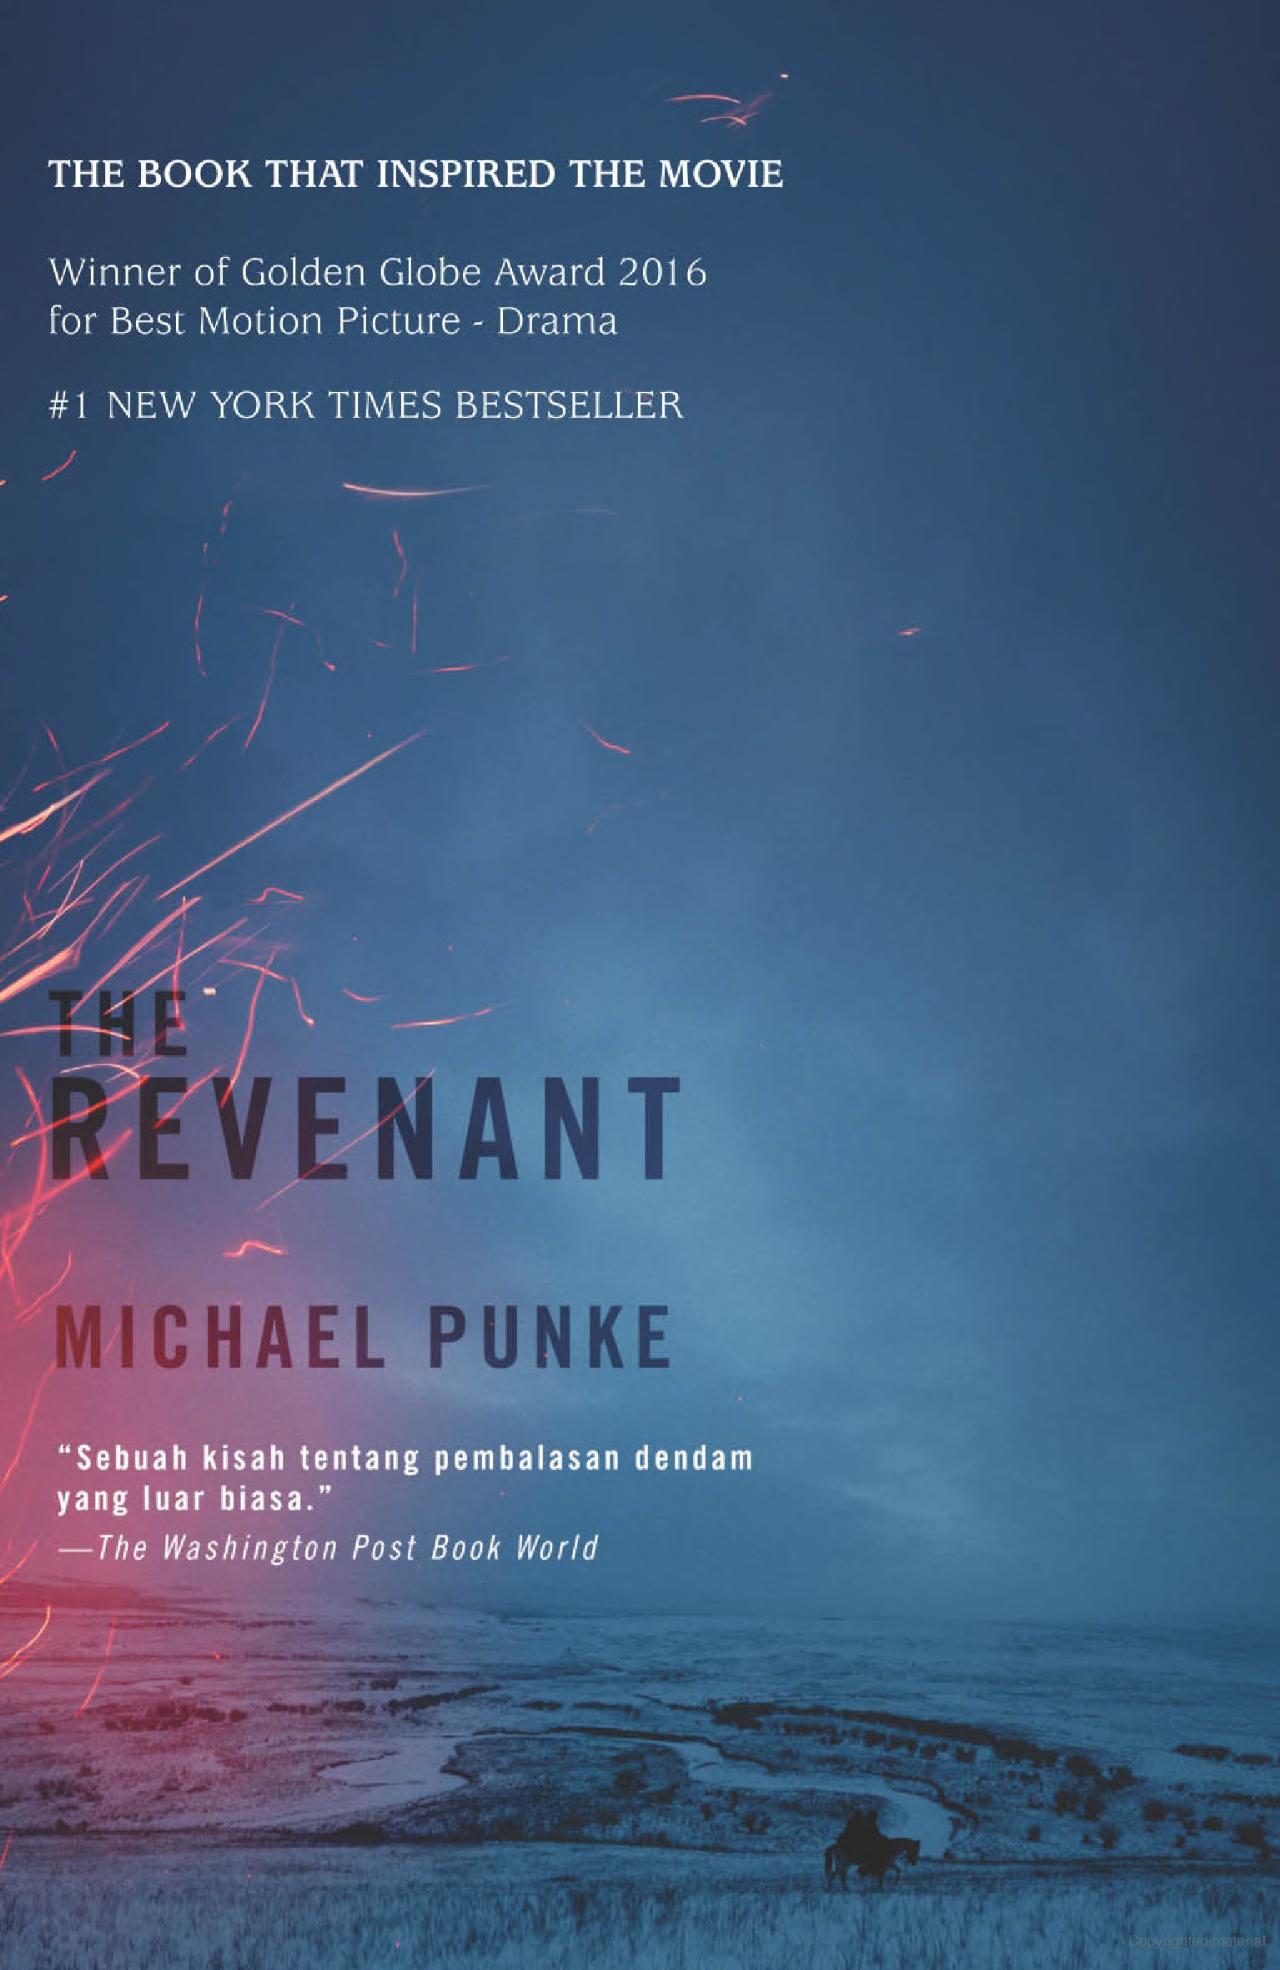 THE BOOK THAT INSPIRED THE MOVIE
Winner of Golden Globe Award 2016
for Best Motion Picture - Drama
#1 NEW YORK TIMES BESTSELLER
THE
REVENANT
MICHAEL PUNKE
“Sebuah kisah tentang pembalasan dendam
yang luar biasa.”
—The Washington Post Book World
Copyrighted material